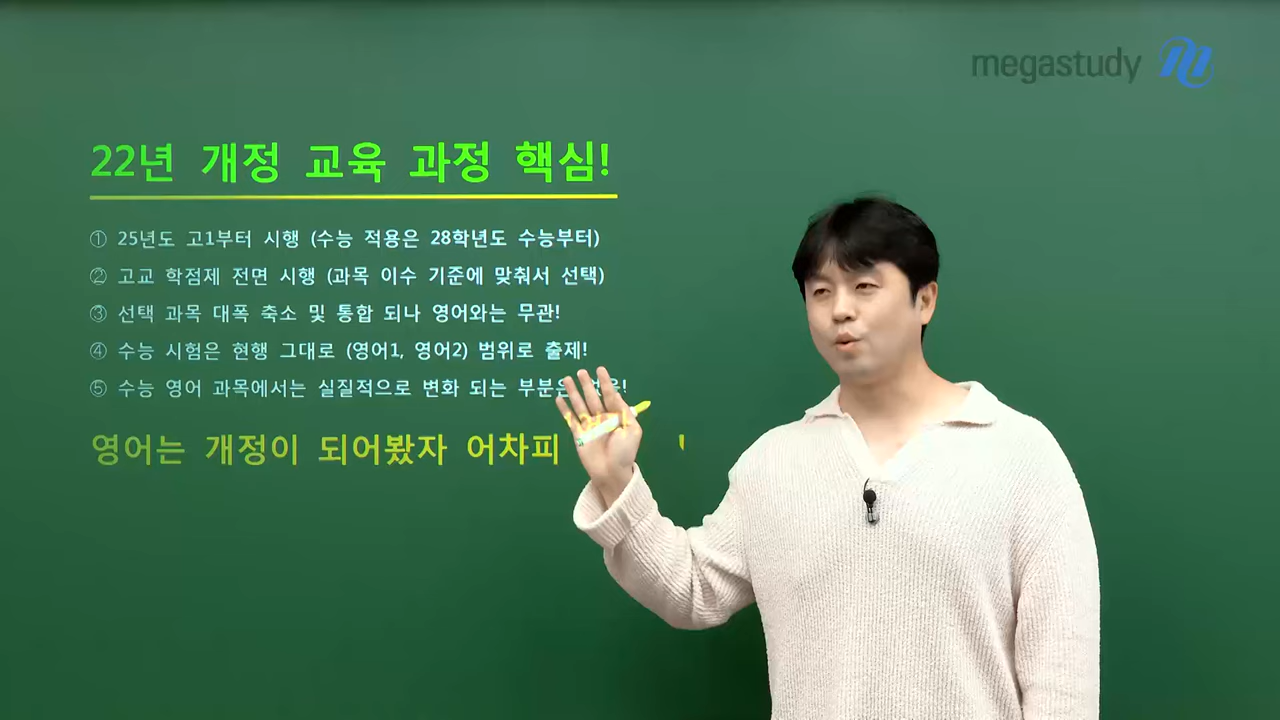 megastudy
22년 개정 교육 과정 핵심!
① 25년도 고1부터 시행 (수능 적용은 28학년도 수능부터)
② 고교 학점제 전면 시행 (과목 이수 기준에 맞춰서 선택)
③ 선택 과목 대폭 축소 및 통합 되나 영어와는 무관!
④ 수능 시험은 현행 그대로 (영어1, 영어2) 범위로 출제!
⑤ 수능 영어 과목에서는 실질적으로 변화 되는 부분은
영어는 개정이 되어봤자 어차피